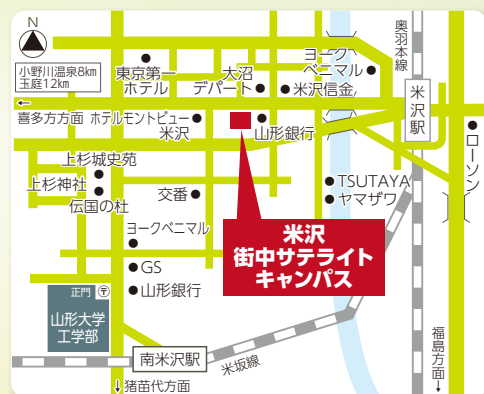 N
小野川温泉8km
玉庭12km
←
喜多方方面
東京第一
ホテル
大沼
デパート
ヨーク
ベニマル
米沢信金
奥羽本線
米沢駅
ホテルモントビュー
米沢
山形銀行
ローソン
上杉城史苑
上杉神社
伝国の杜
交番
TSUTAYA
ヤマザワ
米沢
街中サテライト
キャンパス
ヨークベニマル
GS
山形銀行
正門
〒
山形大学
工学部
南米沢駅
米坂線
↓猪苗代方面
福島方面→